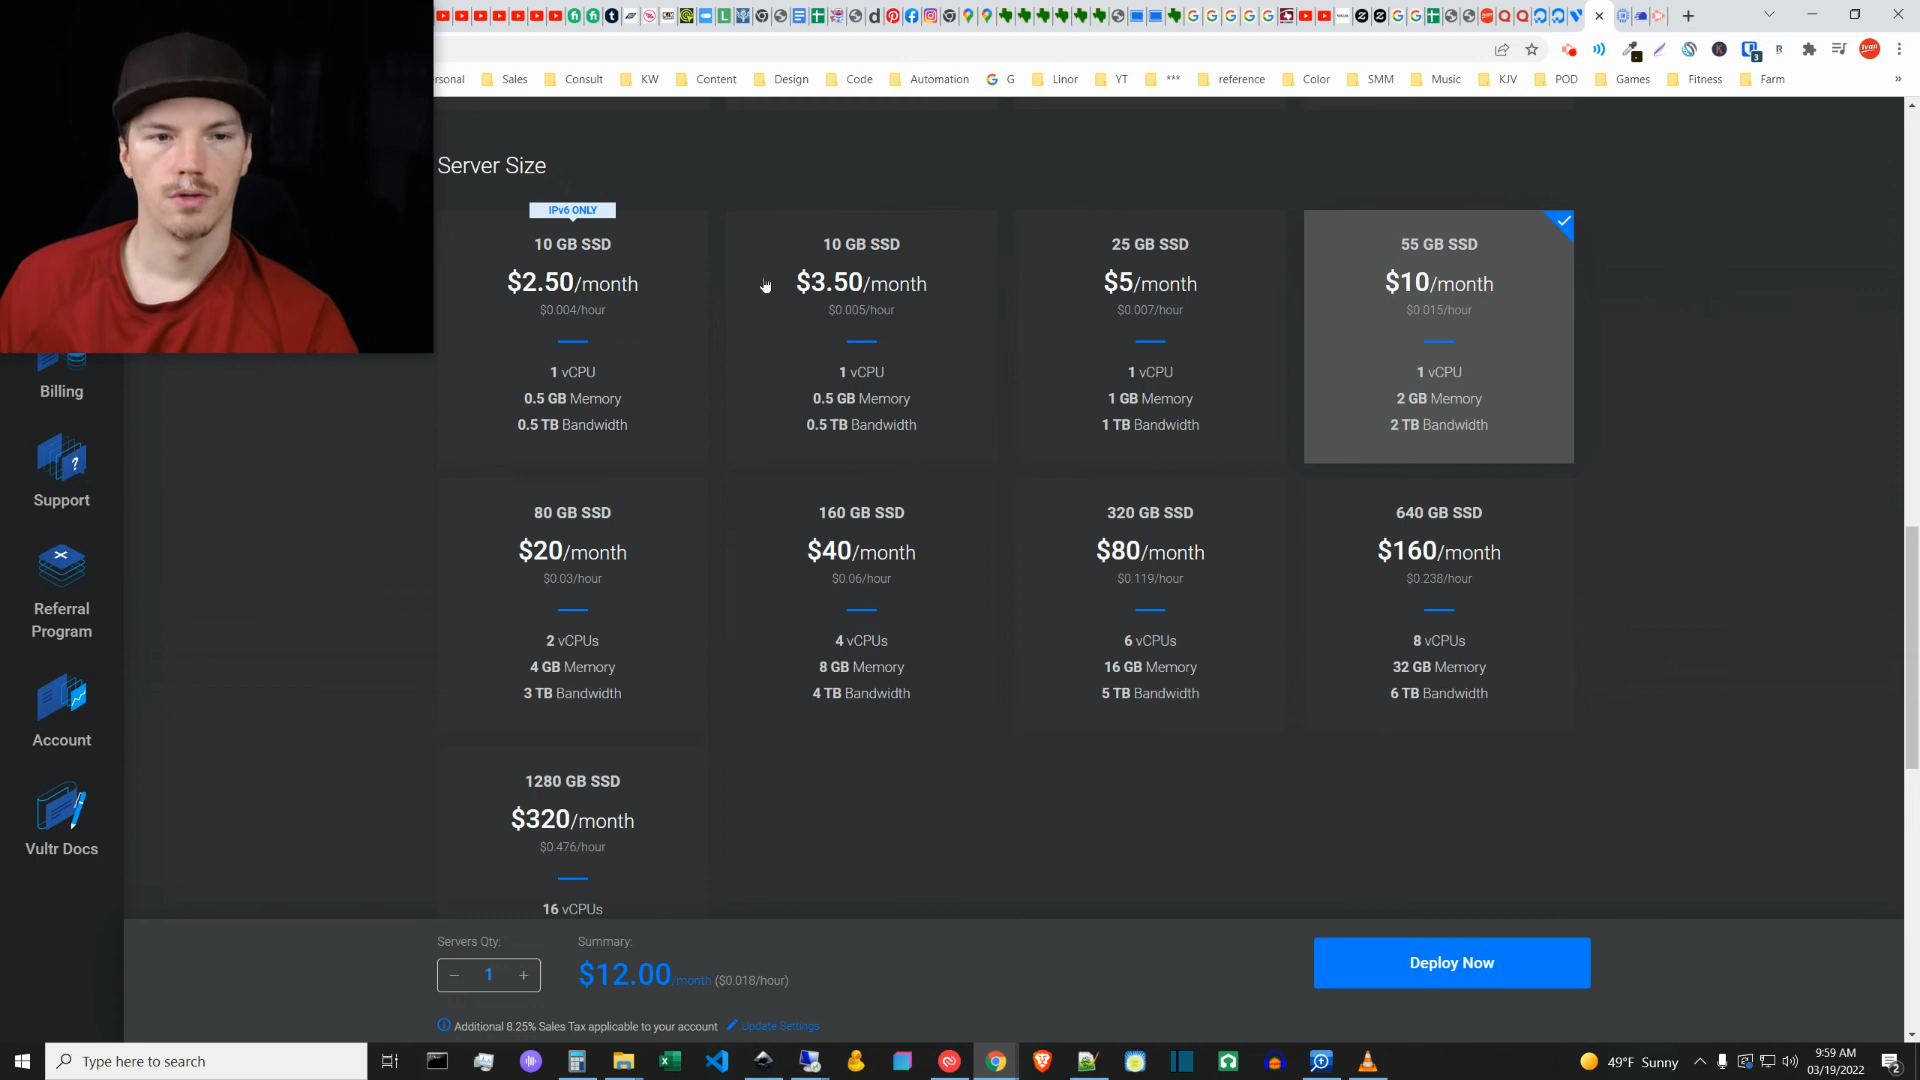 rsonal
Sales
Consult
KW
Content
Design
Code
Automation
G
Linor
YT
***
reference
Color
SMM
Music
KJV
POD
Games
Fitness
Farm
»
Server Size
IPv6 ONLY
10 GB SSD
$2.50/month
$0.004/hour
1 vCPU
0.5 GB Memory
0.5 TB Bandwidth
10 GB SSD
$3.50/month
$0.005/hour
1 vCPU
0.5 GB Memory
0.5 TB Bandwidth
25 GB SSD
$5/month
$0.007/hour
1 vCPU
1 GB Memory
1 TB Bandwidth
55 GB SSD
$10/month
$0.015/hour
1 vCPU
2 GB Memory
2 TB Bandwidth
80 GB SSD
$20/month
$0.03/hour
2 vCPUs
4 GB Memory
3 TB Bandwidth
160 GB SSD
$40/month
$0.06/hour
4 vCPUs
8 GB Memory
4 TB Bandwidth
320 GB SSD
$80/month
$0.119/hour
6 vCPUs
16 GB Memory
5 TB Bandwidth
640 GB SSD
$160/month
$0.238/hour
8 vCPUs
32 GB Memory
6 TB Bandwidth
1280 GB SSD
$320/month
$0.476/hour
16 vCPUs
Billing
Support
Referral
Program
Account
Vultr Docs
Servers Qty:
1
Summary:
$12.00/month ($0.018/hour)
Additional 8.25% Sales Tax applicable to your account
Update Settings
Deploy Now
Type here to search
49°F Sunny
9:59 AM
03/19/2022
2